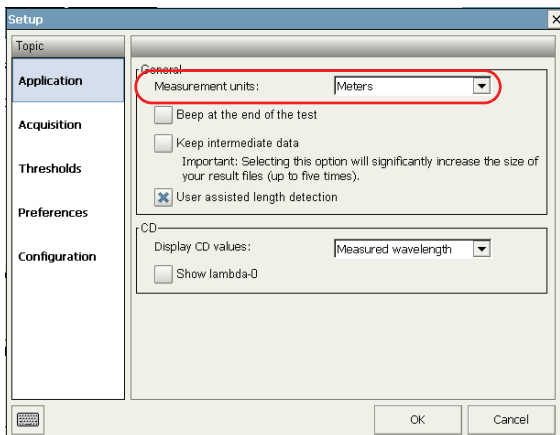 Setup
Topic
Application
Acquisition
Thresholds
Preferences
Configuration
General
Measurement units: Meters
Beep at the end of the test
Keep intermediate data
Important: Selecting this option will significantly increase the size of
your result files (up to five times).
User assisted length detection
CD
Display CD values: Measured wavelength
Show lambda-0
OK Cancel